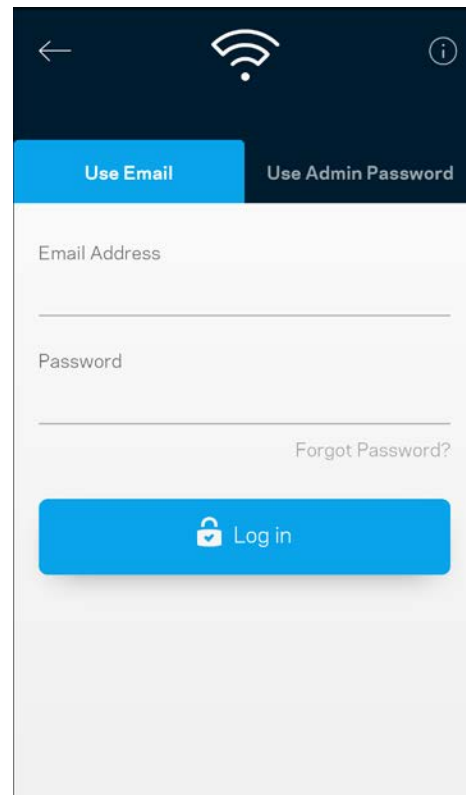 Use Email
Use Admin Password
Email Address
Password
Forgot Password?
Log in